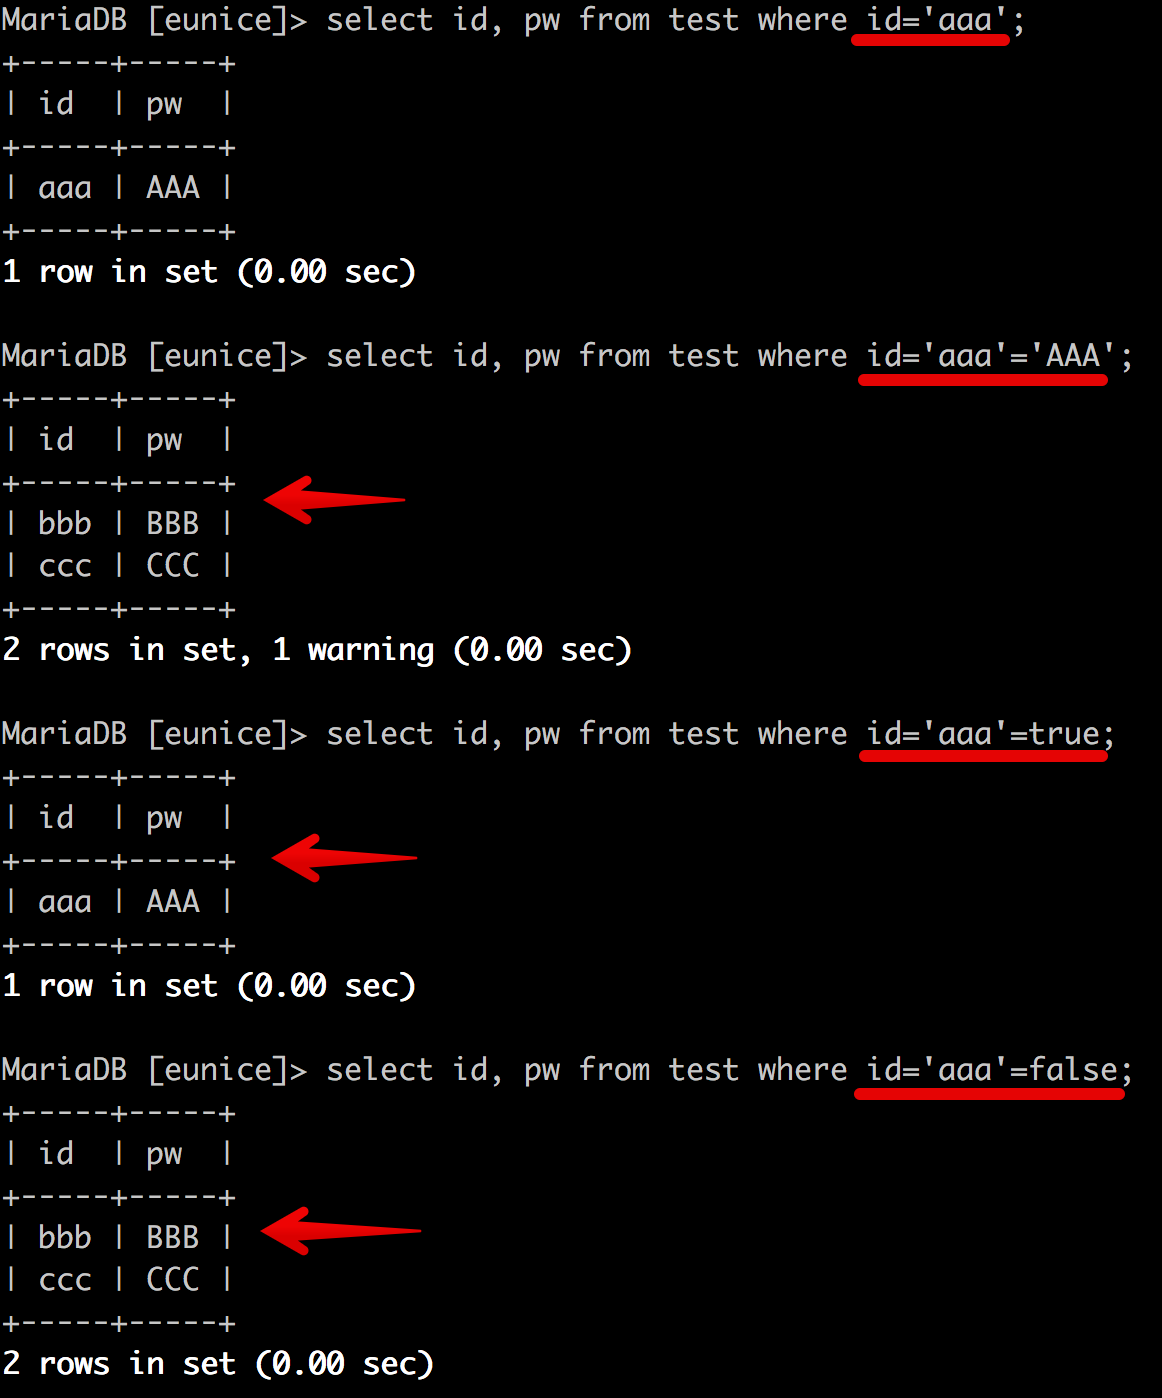 MariaDB [eunice]> select id, pw from test where id='aaa';
+-----+-----+
| id  | pw  |
+-----+-----+
| aaa | AAA |
+-----+-----+
1 row in set (0.00 sec)
MariaDB [eunice]> select id, pw from test where id='aaa'='AAA';
+-----+-----+
| id  | pw  |
+-----+-----+
| bbb | BBB |
| ccc | CCC |
+-----+-----+
2 rows in set, 1 warning (0.00 sec)
MariaDB [eunice]> select id, pw from test where id='aaa'=true;
+-----+-----+
| id  | pw  |
+-----+-----+
| aaa | AAA |
+-----+-----+
1 row in set (0.00 sec)
MariaDB [eunice]> select id, pw from test where id='aaa'=false;
+-----+-----+
| id  | pw  |
+-----+-----+
| bbb | BBB |
| ccc | CCC |
+-----+-----+
2 rows in set (0.00 sec)